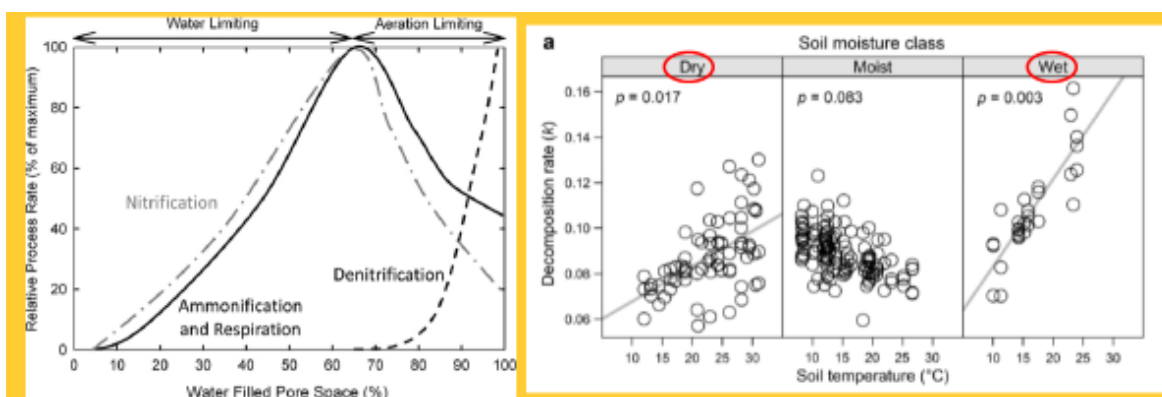 Water Limiting
Aeration Limiting
100
80
60
40
20
0
Relative Process Rate (% of maximum)
Nitrification
Denitrification
Ammonification
and Respiration
0 10 20 30 40 50 60 70 80 90 100
Water Filled Pore Space (%)
a
Soil moisture class
Dry
Moist
Wet
p = 0.017
p = 0.083
p = 0.003
0.16
0.12
0.10
0.08
0.06
Decomposition rate (k)
10 15 20 25 30
10 15 20 25 30
10 15 20 25 30
Soil temperature (°C)